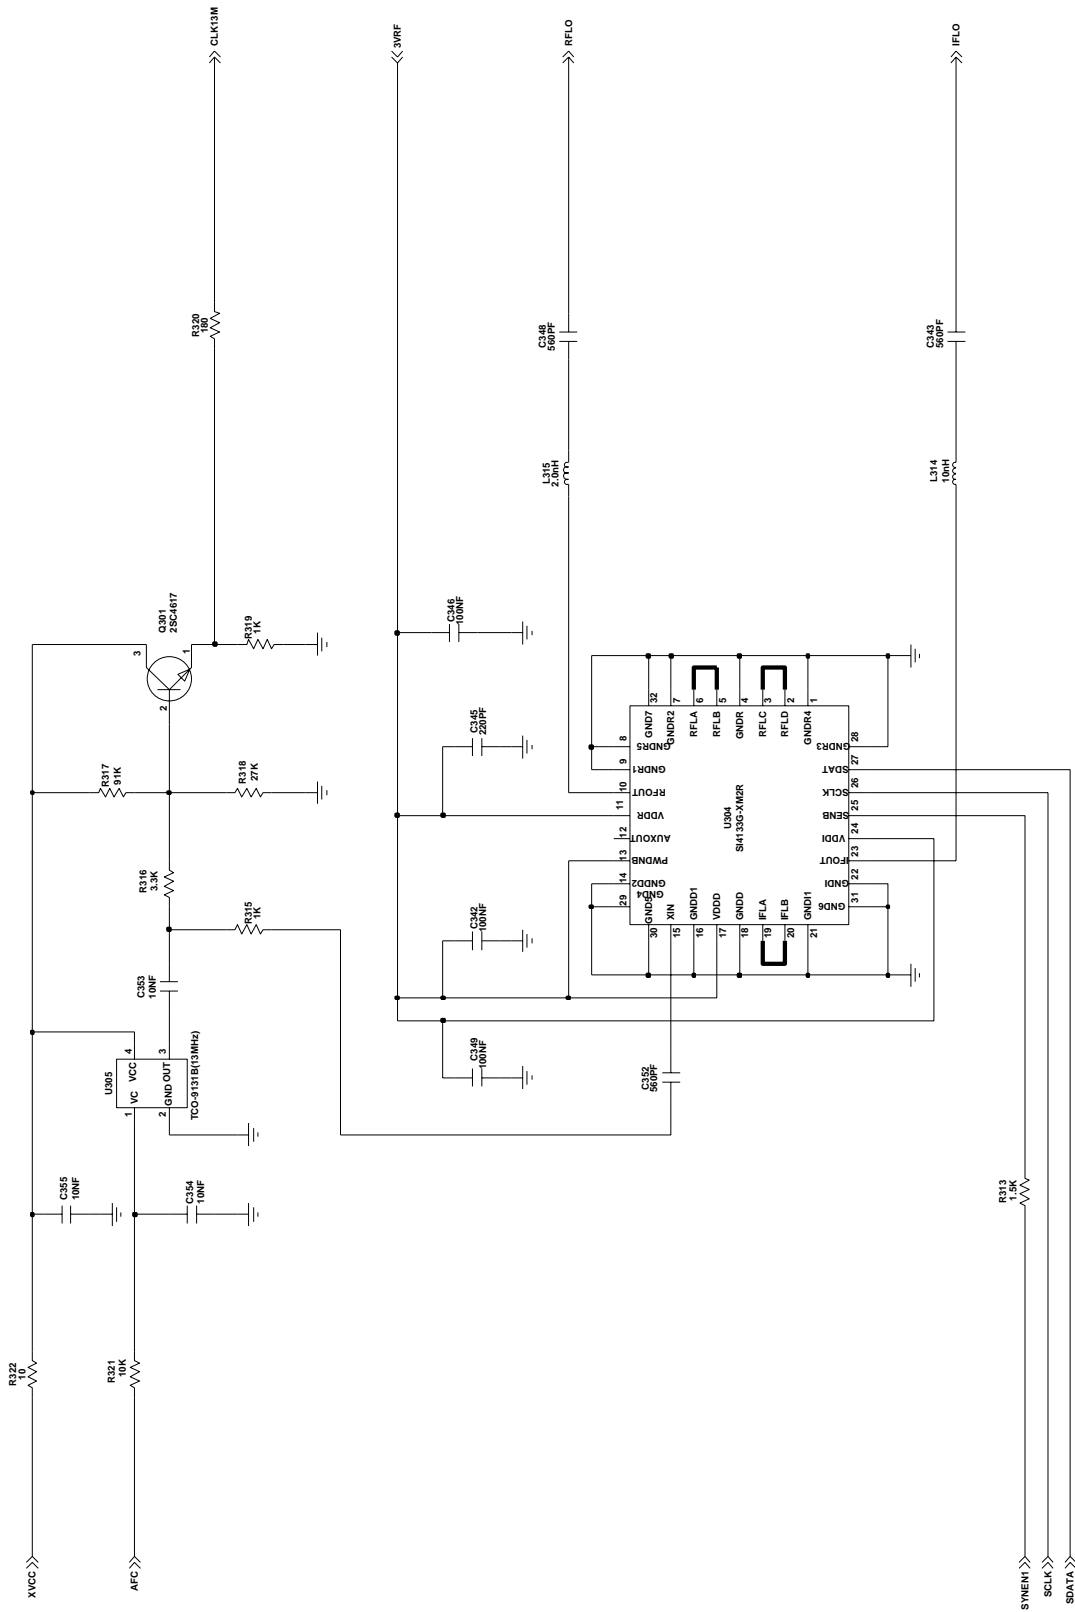 CLK13M
3VRF
RFLO
IFLO
R320
180
C348
560PF
C343
560PF
L315
2.0nH
L314
10nH
Q301
2SC4617
3
1
2
R319
1K
C346
100NF
C345
220PF
R317
91K
R318
27K
R316
3.3K
R315
1K
C342
100NF
C353
10NF
C349
100NF
C352
560PF
U305
VC
VCC
GND
OUT
1
4
2
3
TCO-9131B(13MHz)
C355
10NF
C354
10NF
R313
1.5K
R322
10
R321
10K
XVCC
AFC
SYNEN1
SCLK
SDATA
U304
SI4133G-XM2R
GND7
32
GNDR2
7
RFLA
6
RFLB
5
GNDR
4
RFLC
3
RFLD
2
GNDR4
1
8
GNDR5
9
GNDR1
10
RFOUT
11
VDDR
12
AUXOUT
13
PWDNB
14
GNDD2
29
GND4
GND5
30
XIN
15
GNDD1
16
VDDD
17
GNDD
18
IFLA
19
IFLB
20
GNDI1
21
GNDR3
28
SDAT
27
SCLK
26
SENB
25
VDDI
24
IFOUT
23
GNDI
22
GND6
31